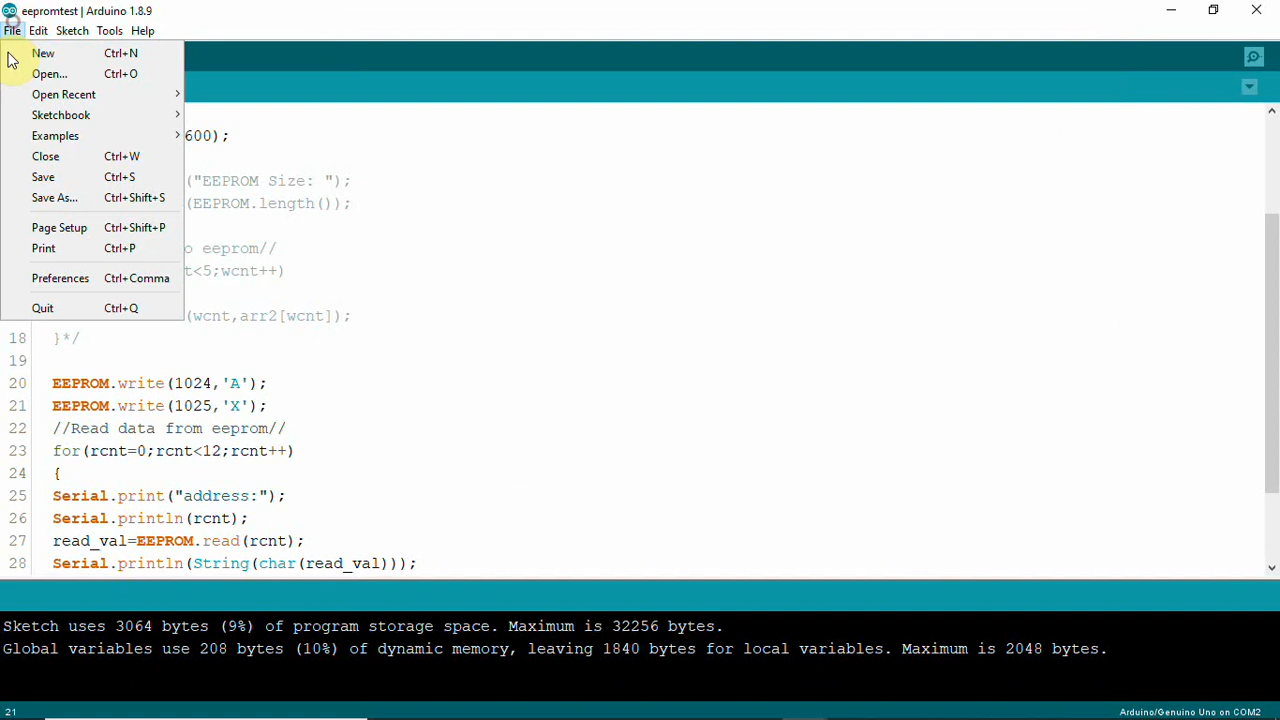 eepromtest | Arduino 1.8.9
File Edit Sketch Tools Help
New Ctrl+N
Open... Ctrl+O
Open Recent
Sketchbook
Examples
Close Ctrl+W
Save Ctrl+S
Save As... Ctrl+Shift+S
Page Setup Ctrl+Shift+P
Print Ctrl+P
Preferences Ctrl+Comma
Quit Ctrl+Q
600);
("EEPROM Size: ");
(EEPROM.length());
o eeprom//
t<5;wcnt++)
(wcnt,arr2[wcnt]);
18 }*/
19
20 EEPROM.write(1024,'A');
21 EEPROM.write(1025,'X');
22 //Read data from eeprom//
23 for(rcnt=0;rcnt<12;rcnt++)
24 {
25 Serial.print("address:");
26 Serial.println(rcnt);
27 read_val=EEPROM.read(rcnt);
28 Serial.println(String(char(read_val)));
Sketch uses 3064 bytes (9%) of program storage space. Maximum is 32256 bytes.
Global variables use 208 bytes (10%) of dynamic memory, leaving 1840 bytes for local variables. Maximum is 2048 bytes.
21 Arduino/Genuino Uno on COM2